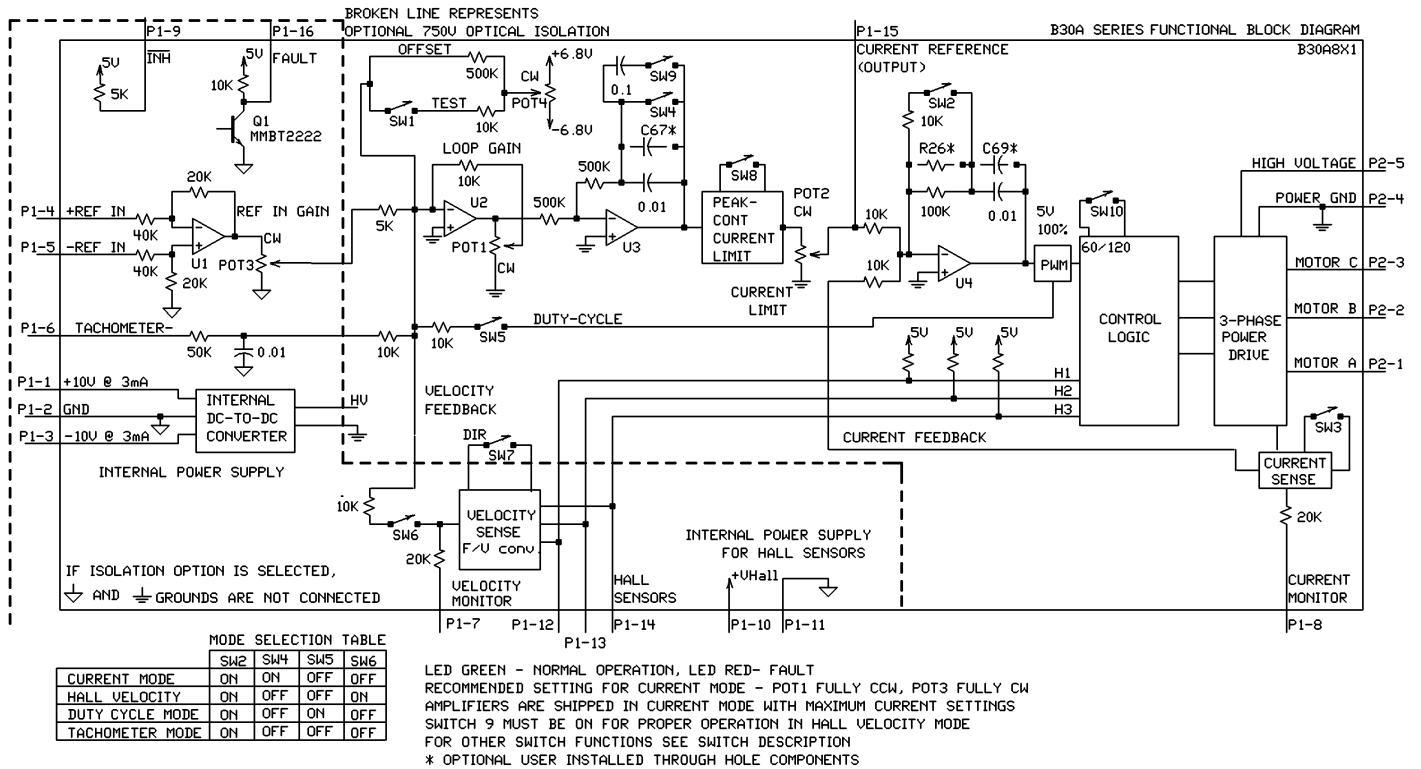 BROKEN LINE REPRESENTS
OPTIONAL 750V OPTICAL ISOLATION
P1-9
P1-16
P1-15
B30A SERIES FUNCTIONAL BLOCK DIAGRAM
B30A8X1
INH
FAULT
OFFSET
CURRENT REFERENCE
(OUTPUT)
5V
5K
5V
10K
Q1
MMBT2222
500K
+6.8V
CW
POT4
-6.8V
SW1
TEST
10K
SW9
0.1
SW4
C67*
0.01
SW2
10K
R26*
C69*
100K
0.01
LOOP GAIN
10K
U2
500K
500K
U3
SW8
PEAK-
CONT
CURRENT
LIMIT
POT2
CW
CURRENT
LIMIT
HIGH VOLTAGE P2-5
POWER GND P2-4
MOTOR C P2-3
MOTOR B P2-2
MOTOR A P2-1
P1-4 +REF IN
40K
20K
REF IN GAIN
P1-5 -REF IN
40K
20K
U1
CW
POT3
5K
POT1
CW
10K
10K
U4
5V
100%
PWM
SW10
60/120
CONTROL
LOGIC
3-PHASE
POWER
DRIVE
P1-6 TACHOMETER-
50K
0.01
10K
10K
SW5
DUTY-CYCLE
5V
5V
5V
H1
H2
H3
P1-1 +10V @ 3mA
P1-2 GND
P1-3 -10V @ 3mA
INTERNAL
DC-TO-DC
CONVERTER
HV
INTERNAL POWER SUPPLY
VELOCITY
FEEDBACK
CURRENT FEEDBACK
SW3
CURRENT
SENSE
20K
DIR
SW7
10K
SW6
VELOCITY
SENSE
F/V conv.
20K
INTERNAL POWER SUPPLY
FOR HALL SENSORS
+VHall
IF ISOLATION OPTION IS SELECTED,
AND GROUNDS ARE NOT CONNECTED
VELOCITY
MONITOR
HALL
SENSORS
CURRENT
MONITOR
P1-7
P1-12
P1-13
P1-14
P1-10
P1-11
P1-8
MODE SELECTION TABLE
SW2 SW4 SW5 SW6
CURRENT MODE ON ON OFF OFF
HALL VELOCITY ON OFF OFF ON
DUTY CYCLE MODE ON OFF ON OFF
TACHOMETER MODE ON OFF OFF OFF
LED GREEN - NORMAL OPERATION, LED RED- FAULT
RECOMMENDED SETTING FOR CURRENT MODE - POT1 FULLY CCW, POT3 FULLY CW
AMPLIFIERS ARE SHIPPED IN CURRENT MODE WITH MAXIMUM CURRENT SETTINGS
SWITCH 9 MUST BE ON FOR PROPER OPERATION IN HALL VELOCITY MODE
FOR OTHER SWITCH FUNCTIONS SEE SWITCH DESCRIPTION
* OPTIONAL USER INSTALLED THROUGH HOLE COMPONENTS